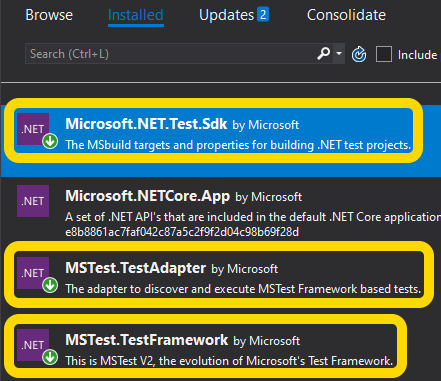 Browse Installed Updates 2 Consolidate
Search (Ctrl+L) Include
.NET Microsoft.NET.Test.Sdk by Microsoft
The MSbuild targets and properties for building .NET test projects.
.NET Microsoft.NETCore.App by Microsoft
A set of .NET API's that are included in the default .NET Core application
e8b8861ac7faf042c87a5c2f9f2d04c98b69f28d
.NET MSTest.TestAdapter by Microsoft
The adapter to discover and execute MSTest Framework based tests.
.NET MSTest.TestFramework by Microsoft
This is MSTest V2, the evolution of Microsoft's Test Framework.